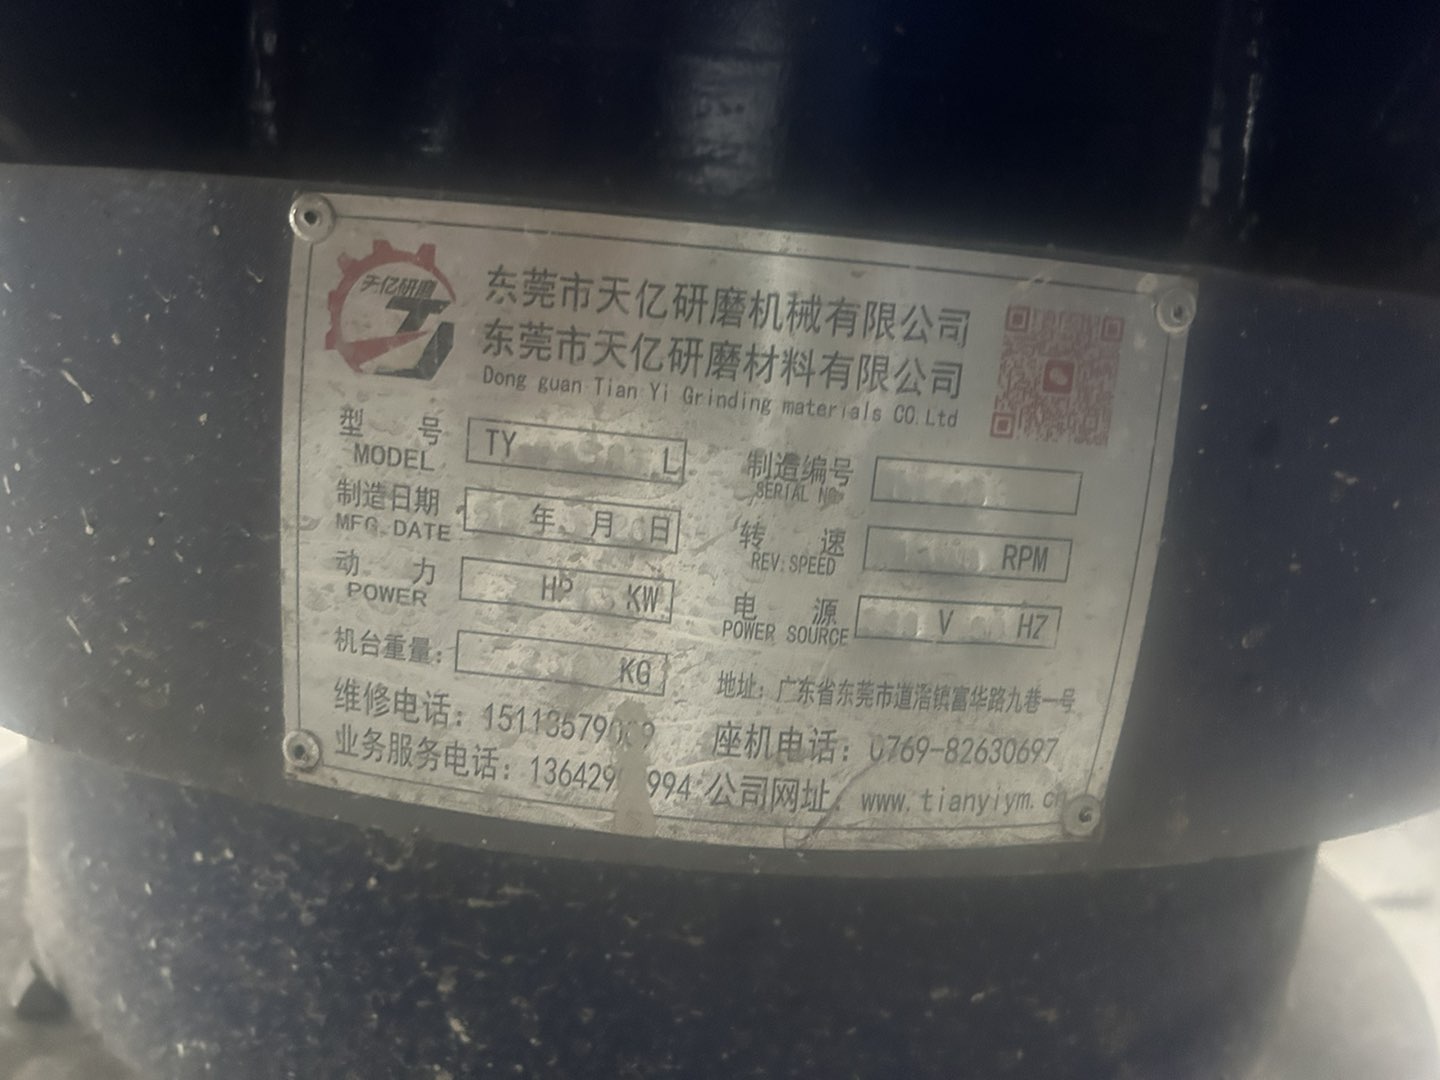 天亿研磨
东莞市天亿研磨机械有限公司
东莞市天亿研磨材料有限公司
Dong guan Tian Yi Grinding materials CO.Ltd
型 号 TY L
MODEL
制造编号
SERIAL NO.
制造日期 年 月 日
MFG. DATE
转 速 RPM
REV.SPEED
动 力 HP KW
POWER
电 源 V HZ
POWER SOURCE
机台重量: KG
地址: 广东省东莞市道滘镇富华路九巷一号
维修电话:
座机电话: 0769-82630697
业务服务电话:
公司网址: www.tianyiym.cn